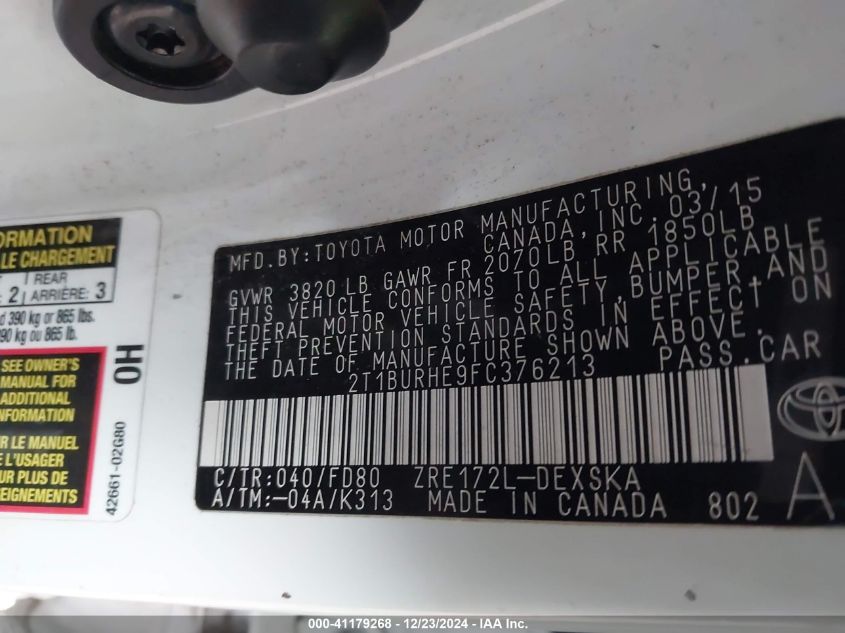 ORMATION
LE CHARGEMENT
2 | REAR
ARRIÈRE: 3
d 390 kg or 865 lbs.
90 kg ou 865 lb.
SEE OWNER'S
MANUAL FOR
ADDITIONAL
NFORMATION
R LE MANUEL
E L'USAGER
UR PLUS DE
SEIGNEMENTS
OH
42661-02G80
MFD.BY:TOYOTA MOTOR MANUFACTURING,
CANADA,INC. 03/15
GVWR 3820 LB GAWR FR 2070LB RR 1850LB
THIS VEHICLE CONFORMS TO ALL APPLICABLE
FEDERAL MOTOR VEHICLE SAFETY,BUMPER,AND
THEFT PREVENTION STANDARDS IN EFFECT ON
THE DATE OF MANUFACTURE SHOWN ABOVE.
2T1BURHE9FC376213 PASS.CAR
C/TR:040/FD80 ZRE172L-DEXSKA
A/TM:-04A/K313 MADE IN CANADA 802 A
000-41179268 - 12/23/2024 - IAA Inc.